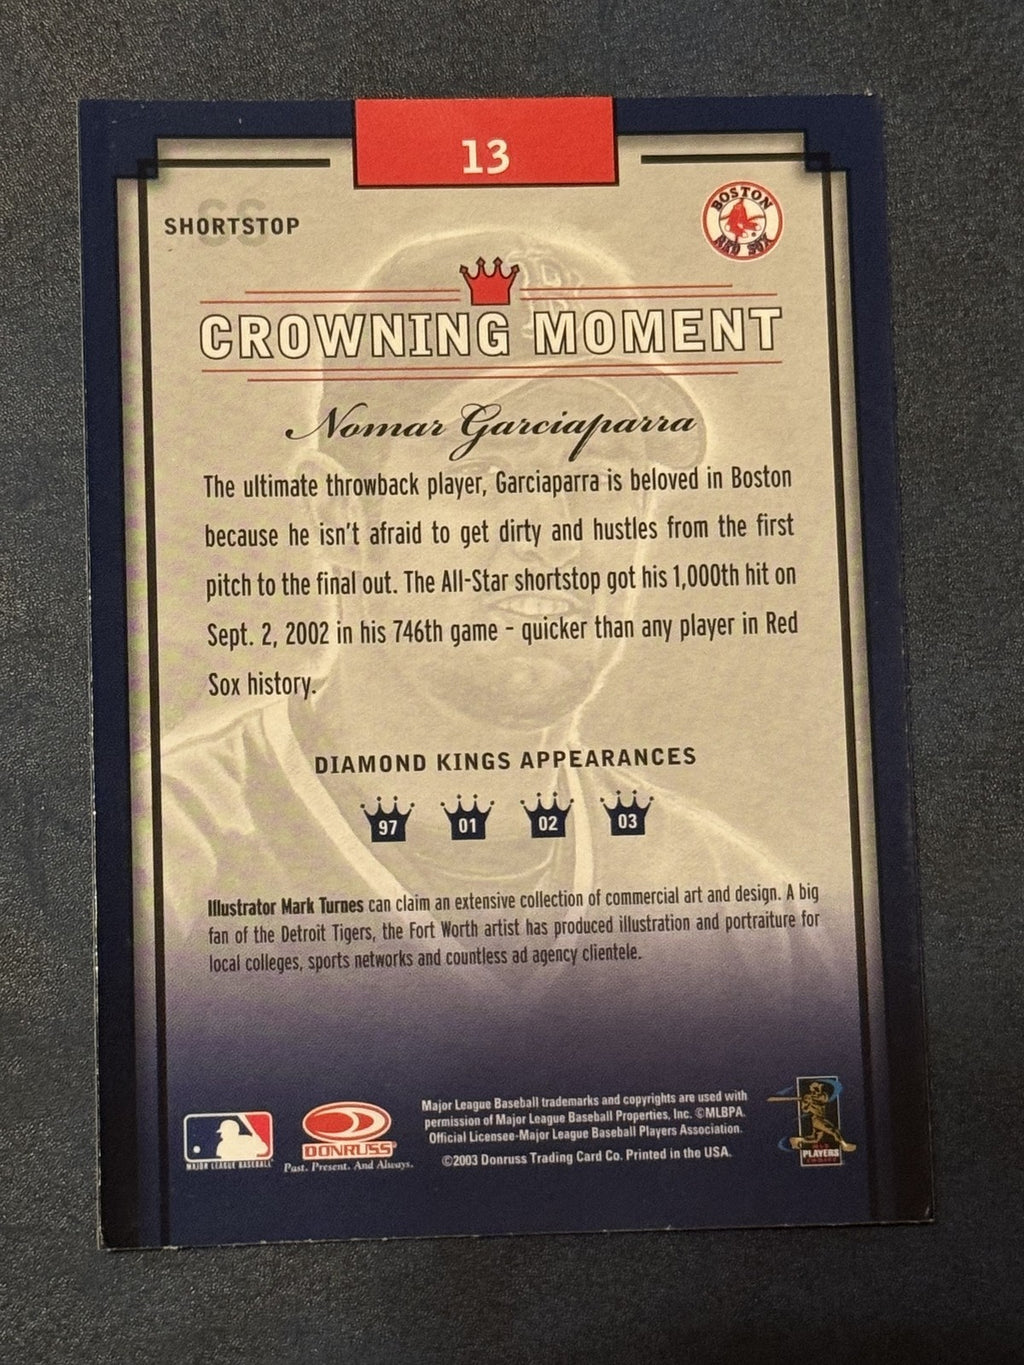 13
SS
SHORTSTOP
BOSTON
RED SOX
CROWNING MOMENT
Nomar Garciaparra
The ultimate throwback player, Garciaparra is beloved in Boston
because he isn't afraid to get dirty and hustles from the first
pitch to the final out. The All-Star shortstop got his 1,000th hit on
Sept. 2, 2002 in his 746th game - quicker than any player in Red
Sox history.
DIAMOND KINGS APPEARANCES
97 01 02 03
Illustrator Mark Turnes can claim an extensive collection of commercial art and design. A big
fan of the Detroit Tigers, the Fort Worth artist has produced illustration and portraiture for
local colleges, sports networks and countless ad agency clientele.
MAJOR LEAGUE BASEBALL
DONRUSS
Past. Present. And Always.
Major League Baseball trademarks and copyrights are used with
permission of Major League Baseball Properties, Inc. ©MLBPA.
Official Licensee-Major League Baseball Players Association.
©2003 Donruss Trading Card Co. Printed in the USA.
PLAYERS
CHOICE